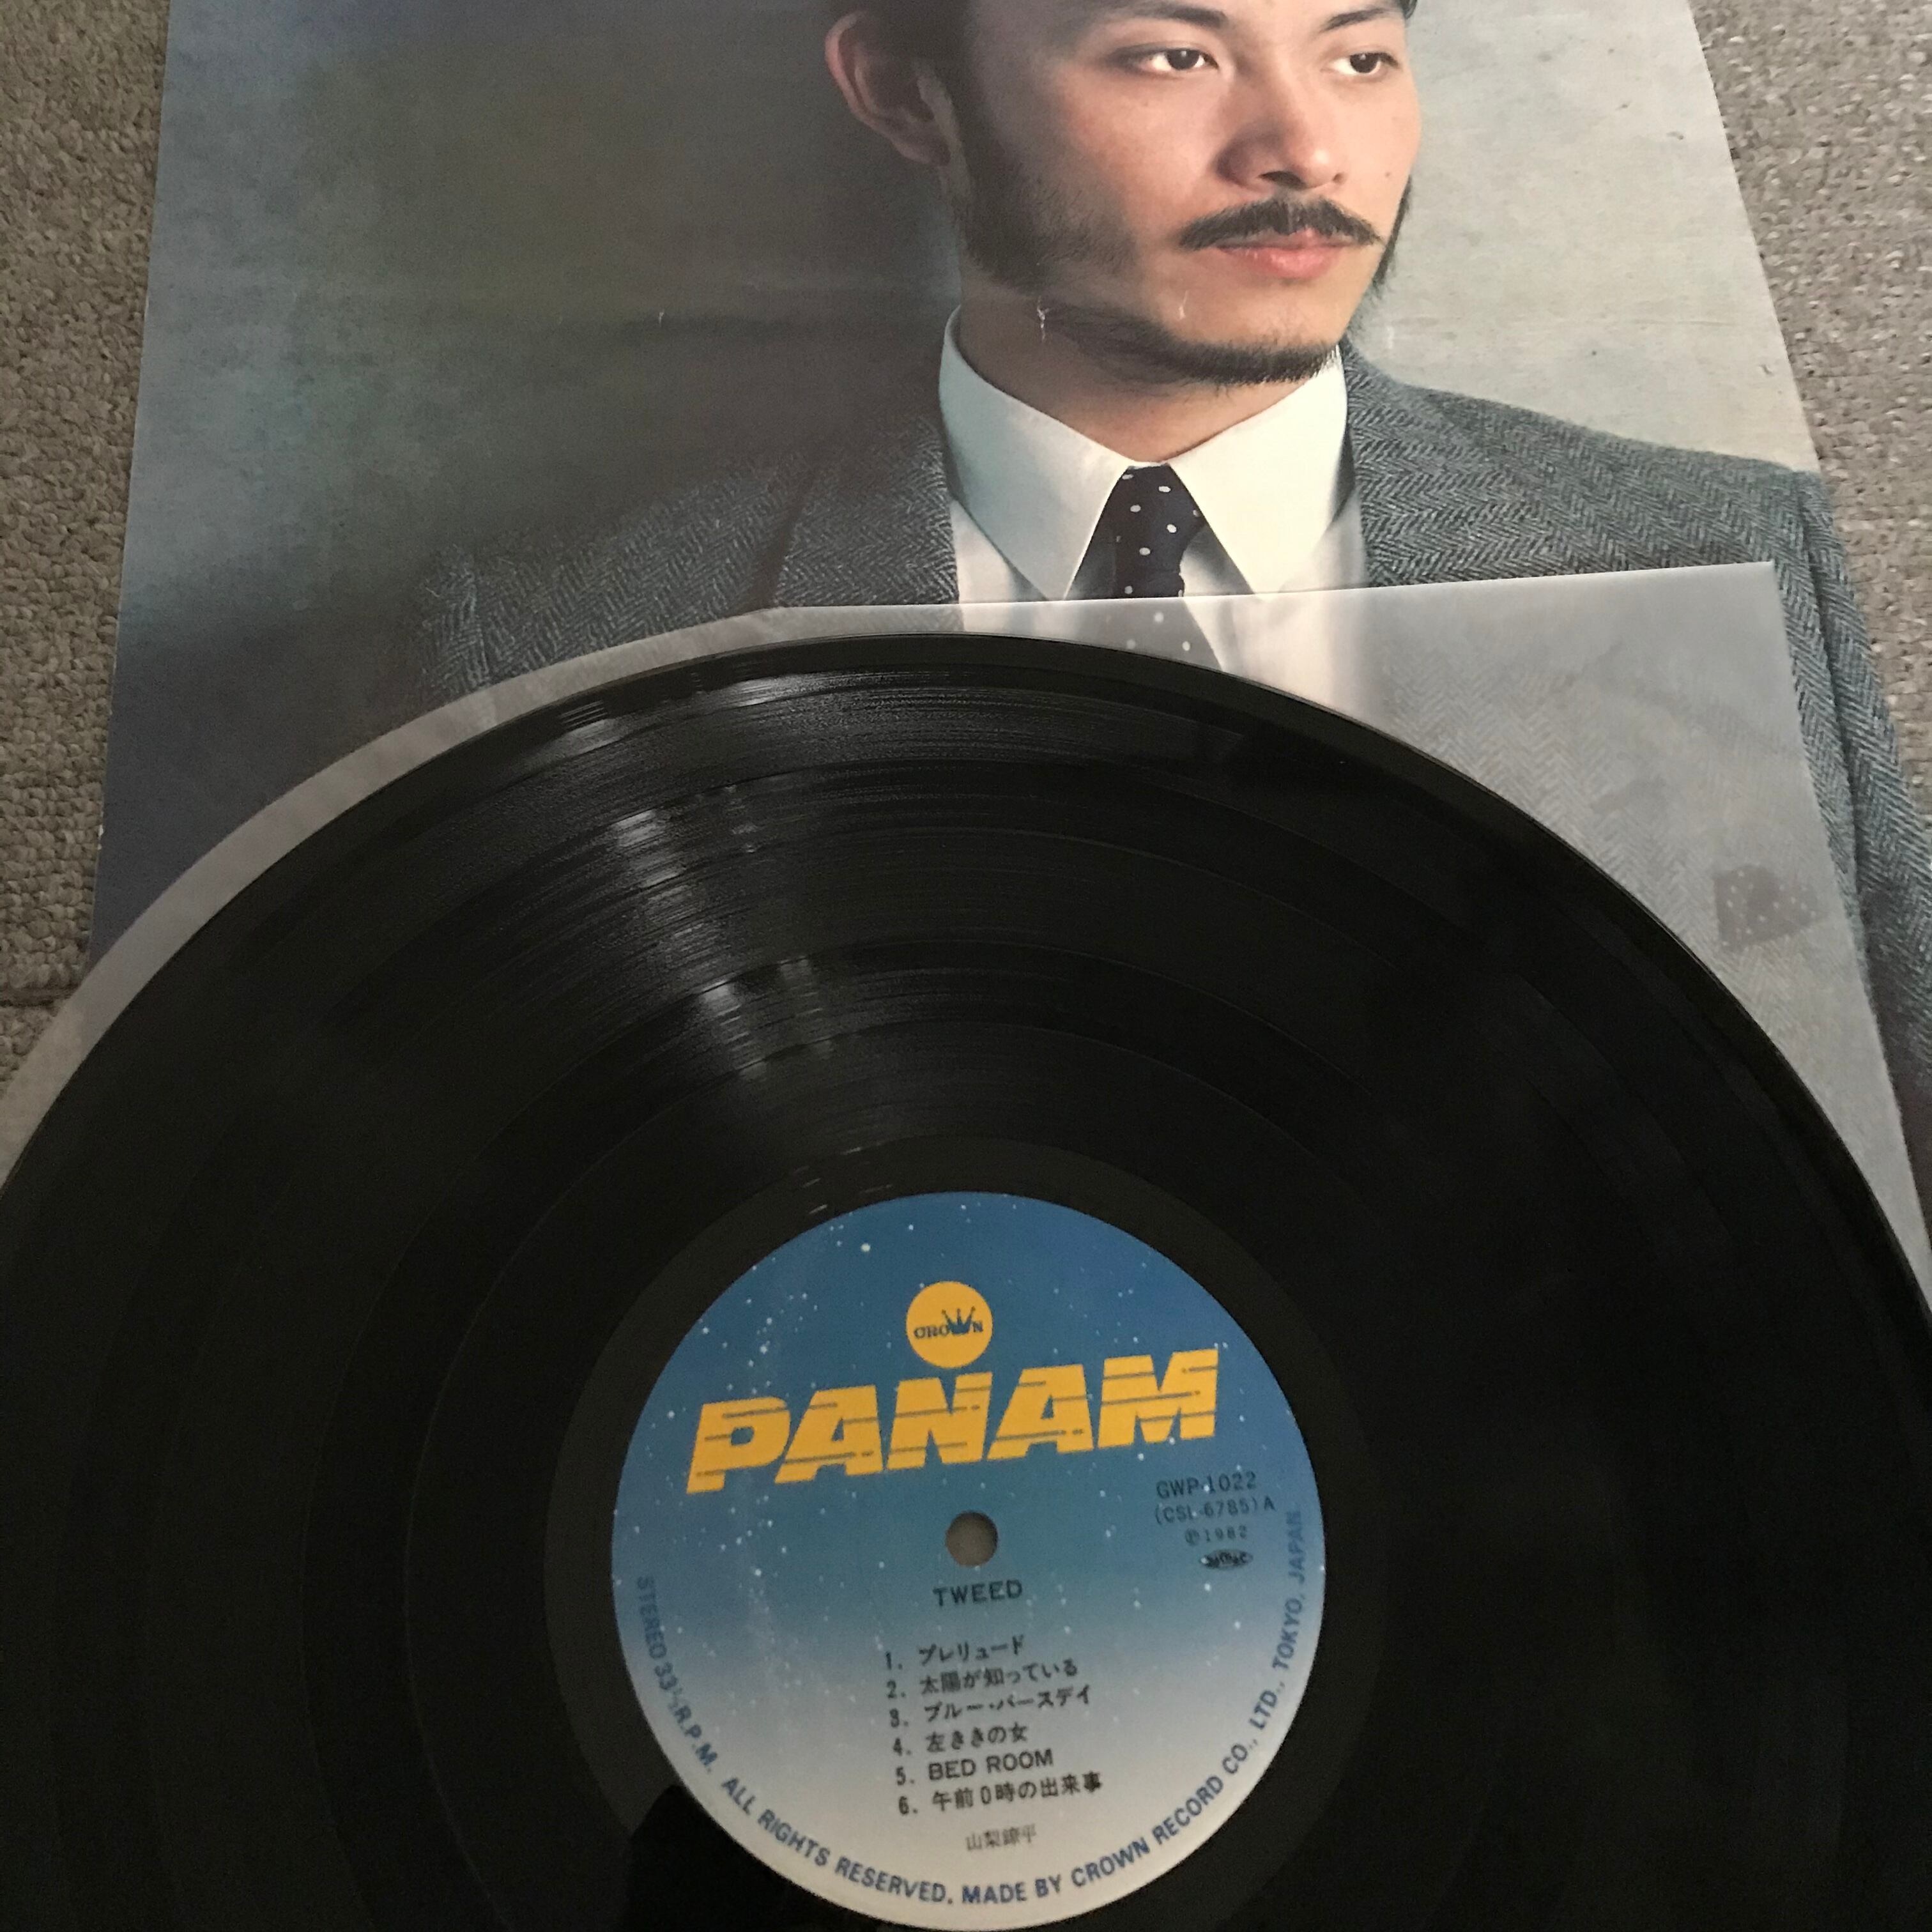 CROWN
PANAM
GWP-1022
(CSL-6785)A
Ⓟ1982
TWEED
1. プレリュード
2. 太陽が知っている
3. ブルー・バースデイ
4. 左ききの女
5. BED ROOM
6. 午前0時の出来事
山梨鐐平
STEREO 33⅓R.P.M. ALL RIGHTS RESERVED. MADE BY CROWN RECORD CO., LTD., TOKYO, JAPAN